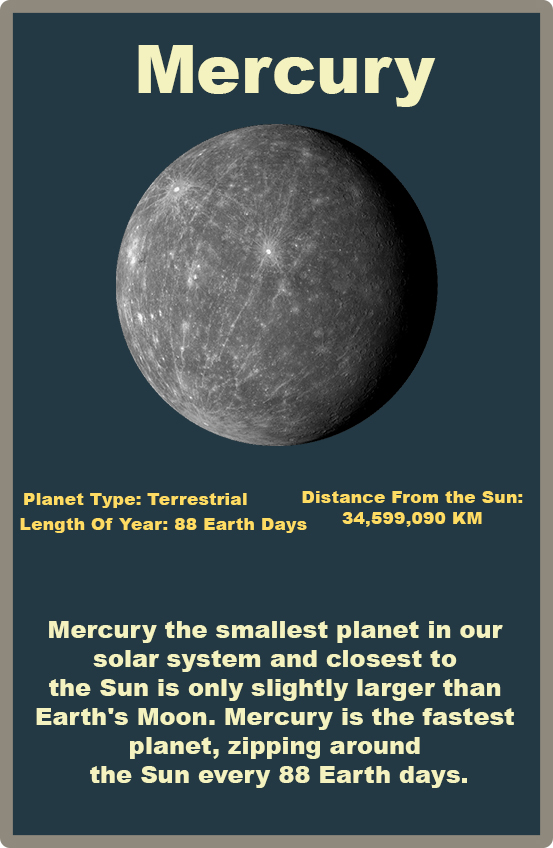 Mercury
Planet Type: Terrestrial
Length Of Year: 88 Earth Days
Distance From the Sun:
34,599,090 KM
Mercury the smallest planet in our
solar system and closest to
the Sun is only slightly larger than
Earth's Moon. Mercury is the fastest
planet, zipping around
the Sun every 88 Earth days.